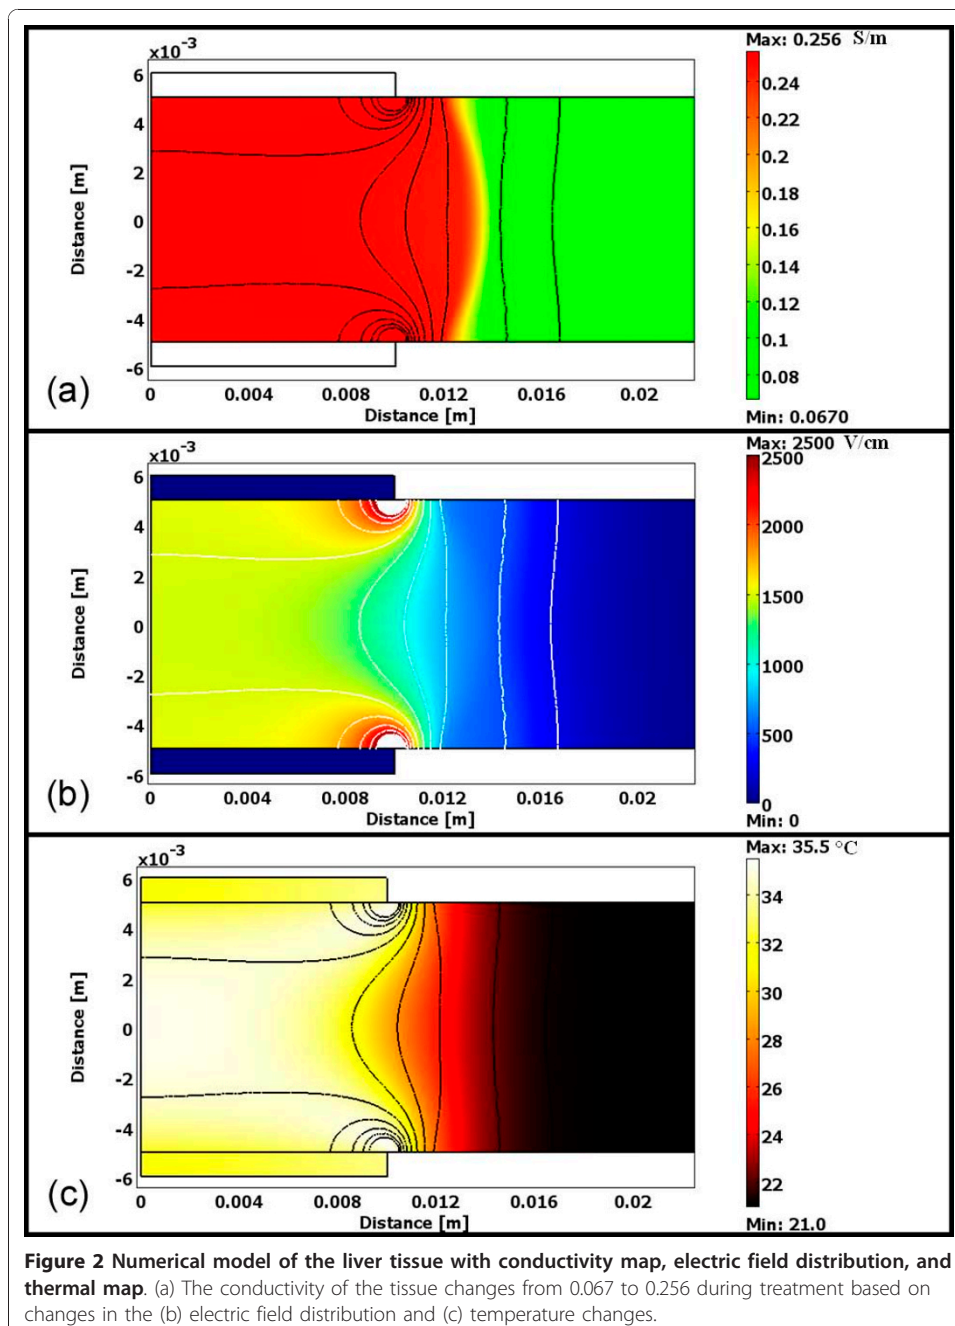 Max: 0.256 S/m
x10⁻³
6
4
2
0
-2
-4
-6
Distance [m]
0 0.004 0.008 0.012 0.016 0.02
Distance [m]
0.24
0.22
0.2
0.18
0.16
0.14
0.12
0.1
0.08
Min: 0.0670
(a)
Max: 2500 V/cm
x10⁻³
6
4
2
0
-2
-4
-6
Distance [m]
0 0.004 0.008 0.012 0.016 0.02
Distance [m]
2500
2000
1500
1000
500
0
Min: 0
(b)
Max: 35.5 °C
x10⁻³
6
4
2
0
-2
-4
-6
Distance [m]
0 0.004 0.008 0.012 0.016 0.02
Distance [m]
34
32
30
28
26
24
22
Min: 21.0
(c)
Figure 2 Numerical model of the liver tissue with conductivity map, electric field distribution, and
thermal map. (a) The conductivity of the tissue changes from 0.067 to 0.256 during treatment based on
changes in the (b) electric field distribution and (c) temperature changes.